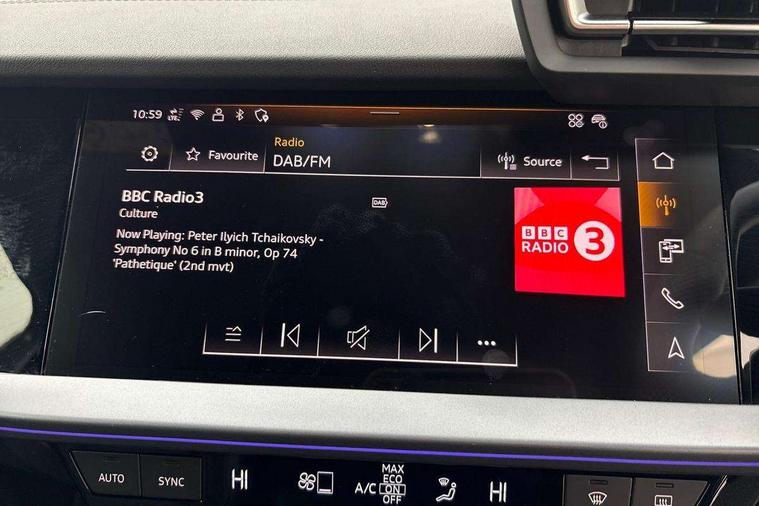 10:59
Radio
DAB/FM
Favourite
Source
BBC Radio3
Culture
DAB
Now Playing: Peter Ilyich Tchaikovsky -
Symphony No 6 in B minor, Op 74
'Pathetique' (2nd mvt)
BBC
RADIO 3
AUTO
SYNC
HI
A/C
MAX
ECO
ON
OFF
HI